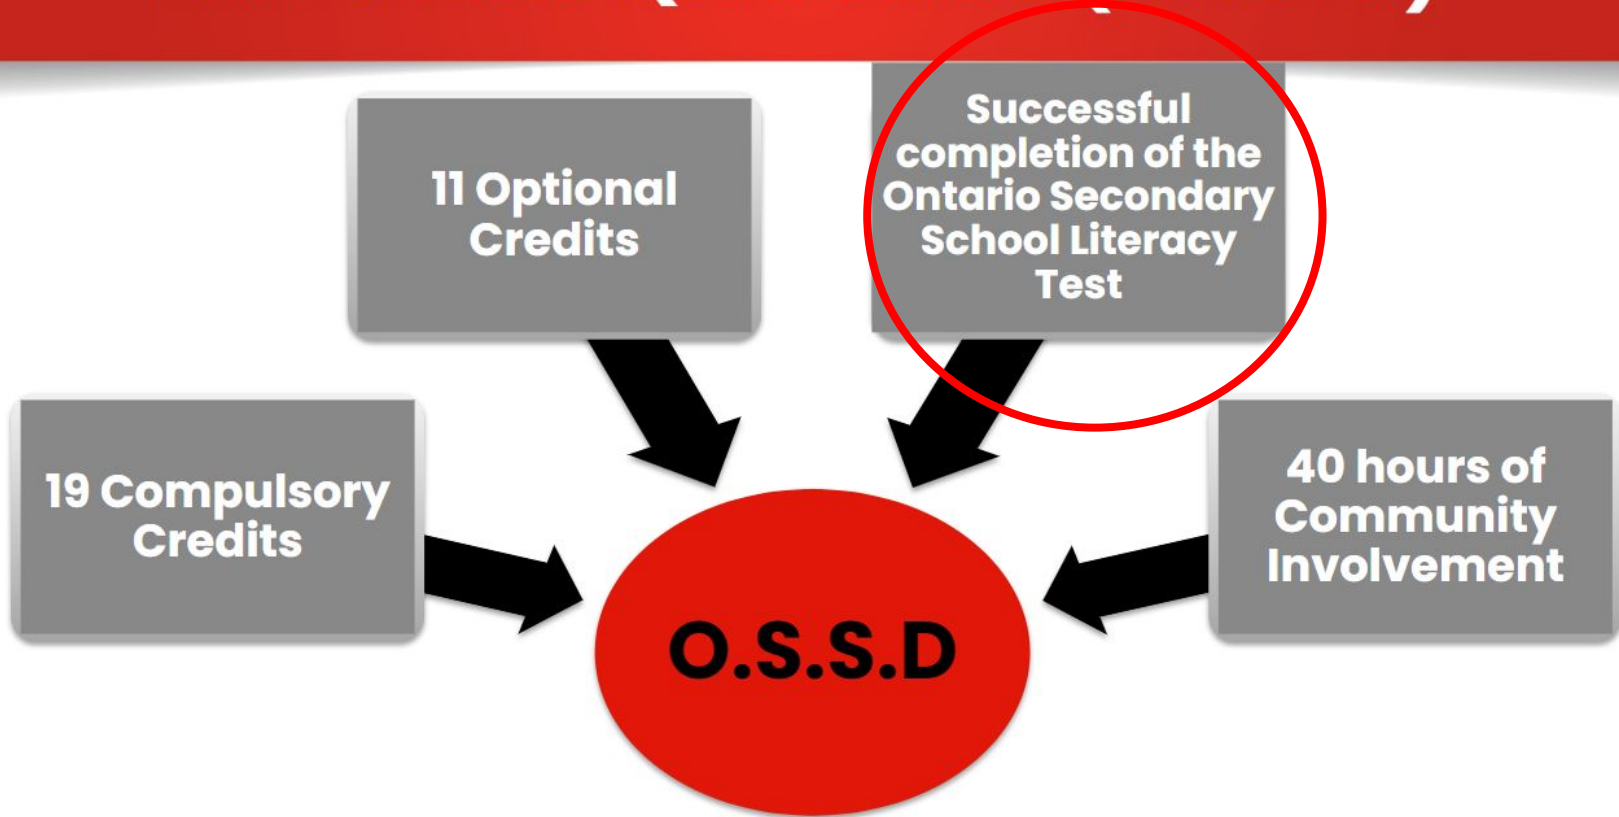 11 Optional
Credits
Successful
completion of the
Ontario Secondary
School Literacy
Test
19 Compulsory
Credits
40 hours of
Community
Involvement
O.S.S.D